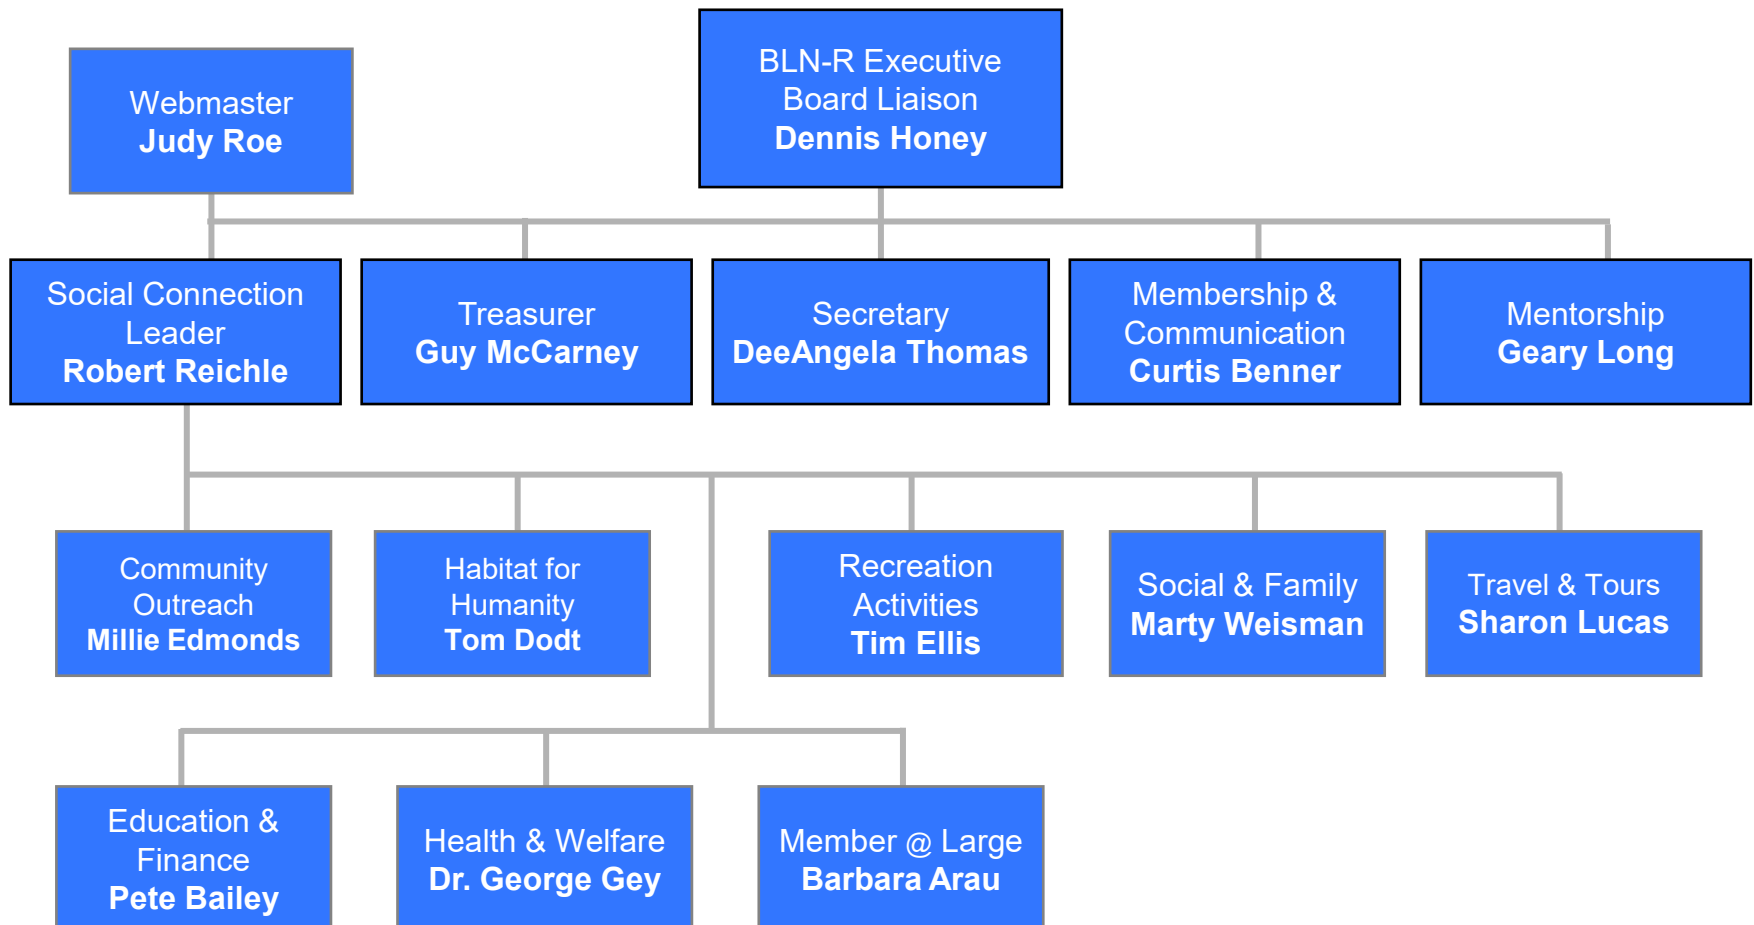 Webmaster
Judy Roe
BLN-R Executive
Board Liaison
Dennis Honey
Social Connection
Leader
Robert Reichle
Treasurer
Guy McCarney
Secretary
DeeAngela Thomas
Membership &
Communication
Curtis Benner
Mentorship
Geary Long
Community
Outreach
Millie Edmonds
Habitat for
Humanity
Tom Dodt
Recreation
Activities
Tim Ellis
Social & Family
Marty Weisman
Travel & Tours
Sharon Lucas
Education &
Finance
Pete Bailey
Health & Welfare
Dr. George Gey
Member @ Large
Barbara Arau